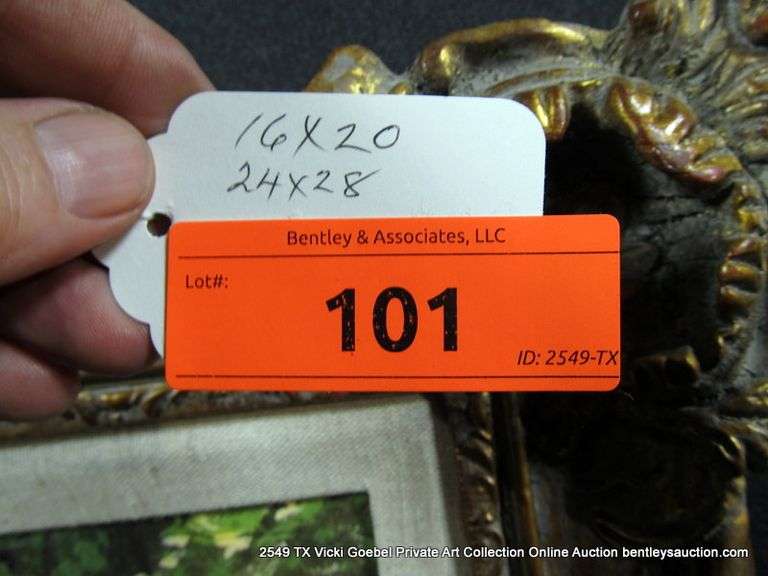 16X20
24X28
Bentley & Associates, LLC
Lot#:
101
ID: 2549-TX
2549 TX Vicki Goebel Private Art Collection Online Auction bentleysauction.com